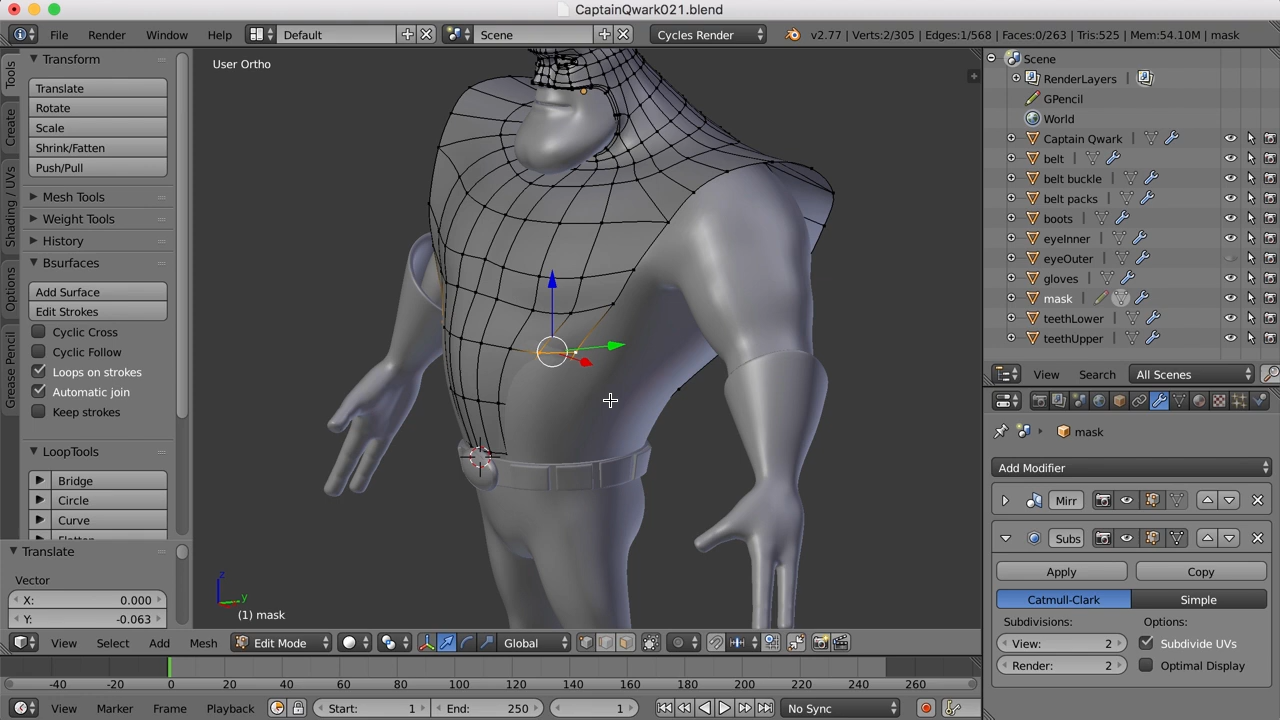 CaptainQwark021.blend
File Render Window Help Default Scene Cycles Render v2.77 | Verts:2/305 | Edges:1/568 | Faces:0/263 | Tris:525 | Mem:54.10M | mask
Tools
Create
Shading / UVs
Options
Grease Pencil
Transform
Translate
Rotate
Scale
Shrink/Fatten
Push/Pull
Mesh Tools
Weight Tools
History
Bsurfaces
Add Surface
Edit Strokes
Cyclic Cross
Cyclic Follow
Loops on strokes
Automatic join
Keep strokes
LoopTools
Bridge
Circle
Curve
Translate
Vector
X: 0.000
Y: -0.063
User Ortho
z
y
(1) mask
View Select Add Mesh Edit Mode Global
-40 -20 0 20 40 60 80 100 120 140 160 180 200 220 240 260
View Marker Frame Playback Start: 1 End: 250 1 No Sync
Scene
RenderLayers
GPencil
World
Captain Qwark
belt
belt buckle
belt packs
boots
eyeInner
eyeOuter
gloves
mask
teethLower
teethUpper
View Search All Scenes
mask
Add Modifier
Mirr
Subs
Apply Copy
Catmull-Clark Simple
Subdivisions: Options:
View: 2 Subdivide UVs
Render: 2 Optimal Display